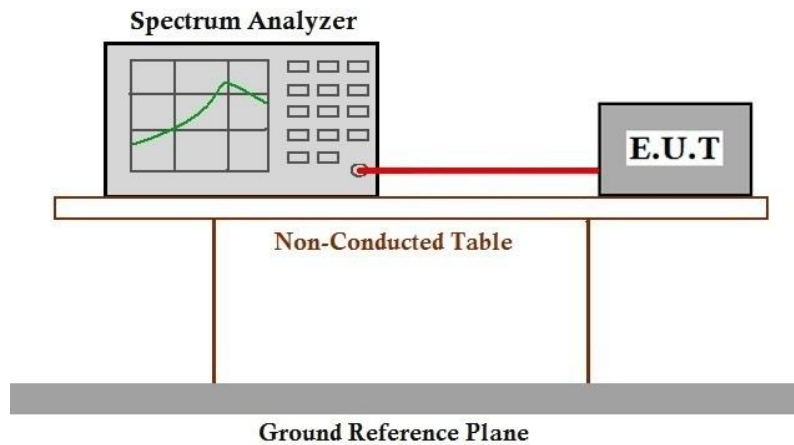 Spectrum Analyzer
E.U.T
Non-Conducted Table
Ground Reference Plane